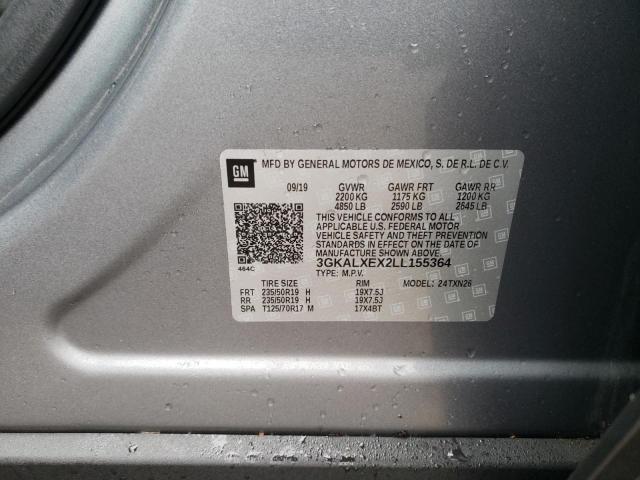 GM MFD BY GENERAL MOTORS DE MEXICO, S. DE R.L. DE C.V.
09/19 GVWR GAWR FRT GAWR RR
2200 KG 1175 KG 1200 KG
4850 LB 2590 LB 2645 LB
THIS VEHICLE CONFORMS TO ALL
APPLICABLE U.S. FEDERAL MOTOR
VEHICLE SAFETY AND THEFT PREVENTION
STANDARDS IN EFFECT ON THE DATE OF
MANUFACTURE SHOWN ABOVE.
3GKALXEX2LL155364
464C TYPE: M.P.V.
TIRE SIZE RIM MODEL: 24TXN26
FRT 235/50R19 H 19X7.5J
RR 235/50R19 H 19X7.5J
SPA T125/70R17 M 17X4BT